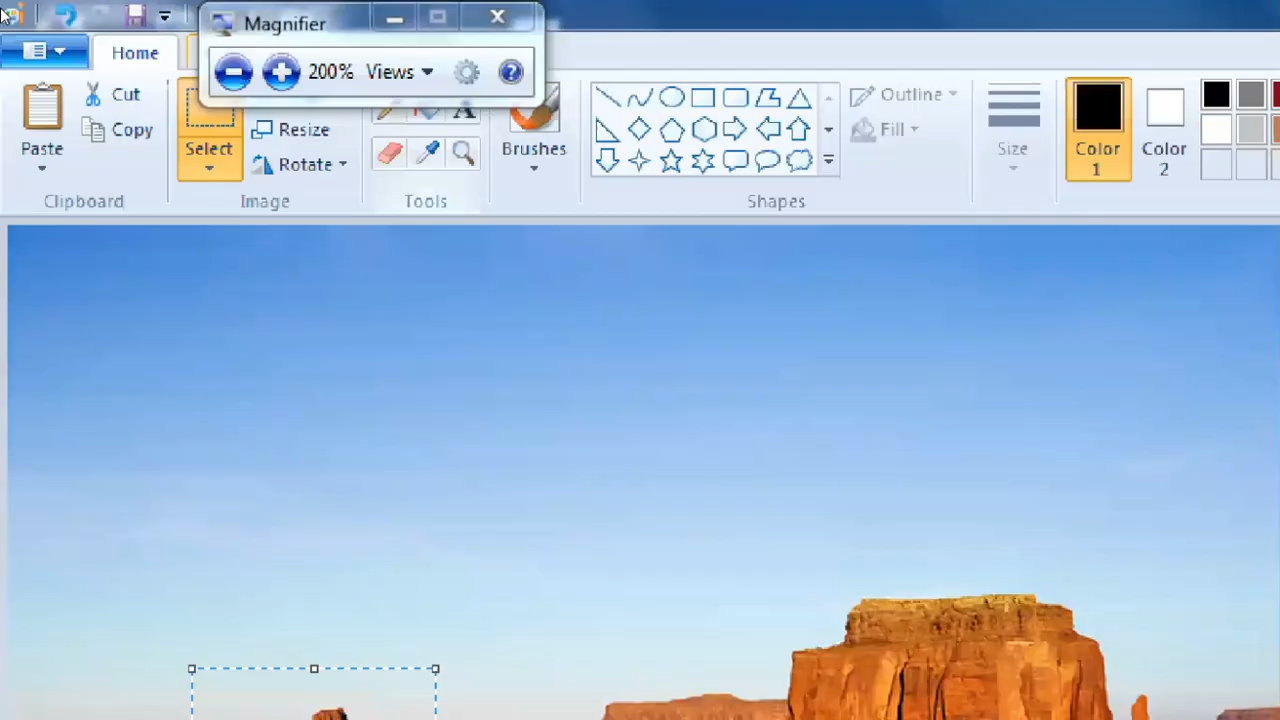 Magnifier
200% Views
Home
Paste
Cut
Copy
Clipboard
Select
Resize
Rotate
Image
A
Tools
Brushes
Shapes
Outline
Fill
Size
Color
1
Color
2